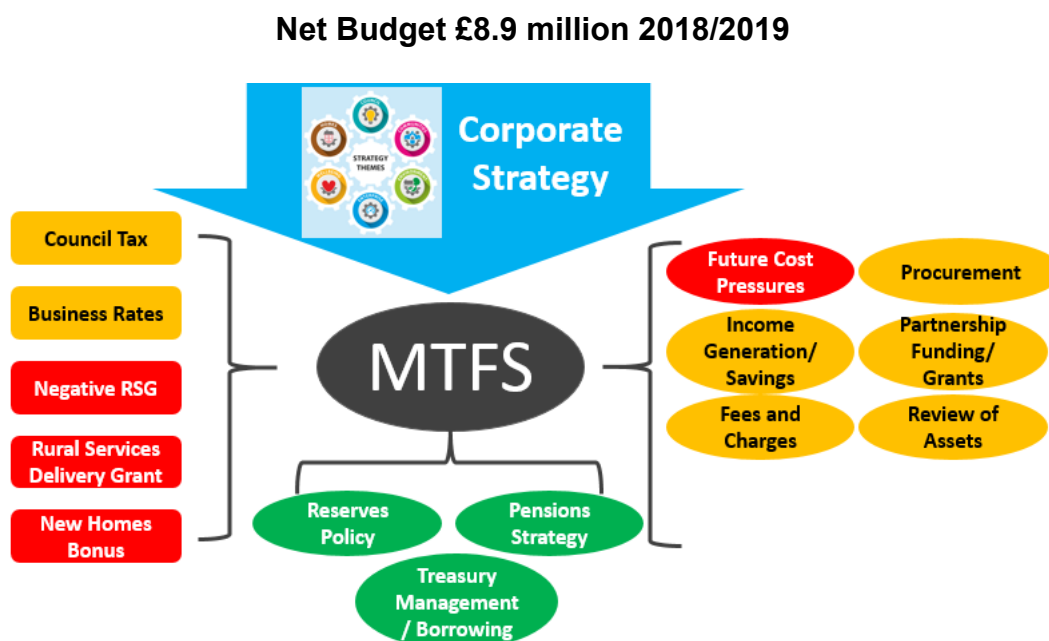 Net Budget £8.9 million 2018/2019
STRATEGY
THEMES
Corporate
Strategy
Council Tax
Business Rates
Negative RSG
Rural Services
Delivery Grant
New Homes
Bonus
MTFS
Future Cost
Pressures
Procurement
Income
Generation/
Savings
Partnership
Funding/
Grants
Fees and
Charges
Review of
Assets
Reserves
Policy
Pensions
Strategy
Treasury
Management
/ Borrowing